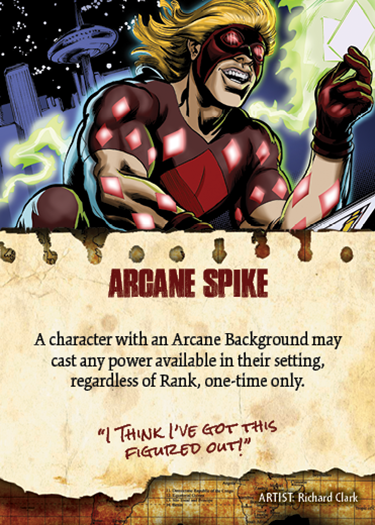 ARCANE SPIKE
A character with an Arcane Background may
cast any power available in their setting,
regardless of Rank, one-time only.
"I THINK I'VE GOT THIS
FIGURED OUT!"
ARTIST: Richard Clark